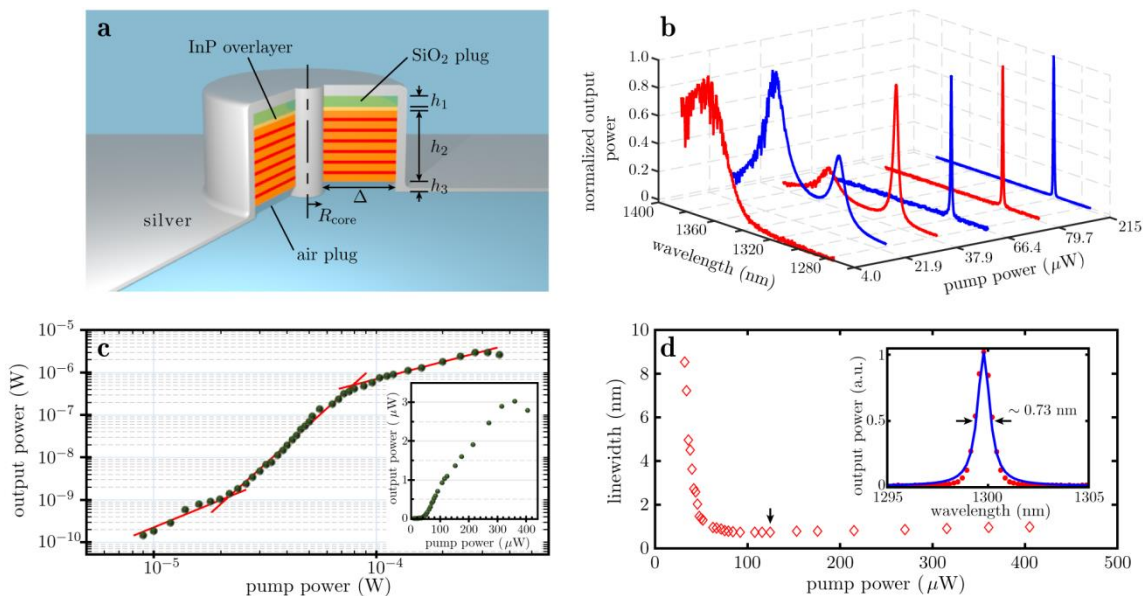 a
InP overlayer
SiO₂ plug
h₁
h₂
h₃
Δ
R_core
silver
air plug
b
normalized output
power
1.0
0.8
0.6
0.4
0.2
0
1400
1360
1320
1280
wavelength (nm)
4.0
21.9
37.9
66.4
79.7
215
pump power (μW)
c
output power (W)
10⁻⁵
10⁻⁶
10⁻⁷
10⁻⁸
10⁻⁹
10⁻¹⁰
10⁻⁵
10⁻⁴
pump power (W)
output power (μW)
3
2
1
0
0 100 200 300 400
pump power (μW)
d
linewidth (nm)
10
8
6
4
2
0
0 100 200 300 400 500
pump power (μW)
output power (a.u.)
1
0.5
0
~ 0.73 nm
1295 1300 1305
wavelength (nm)